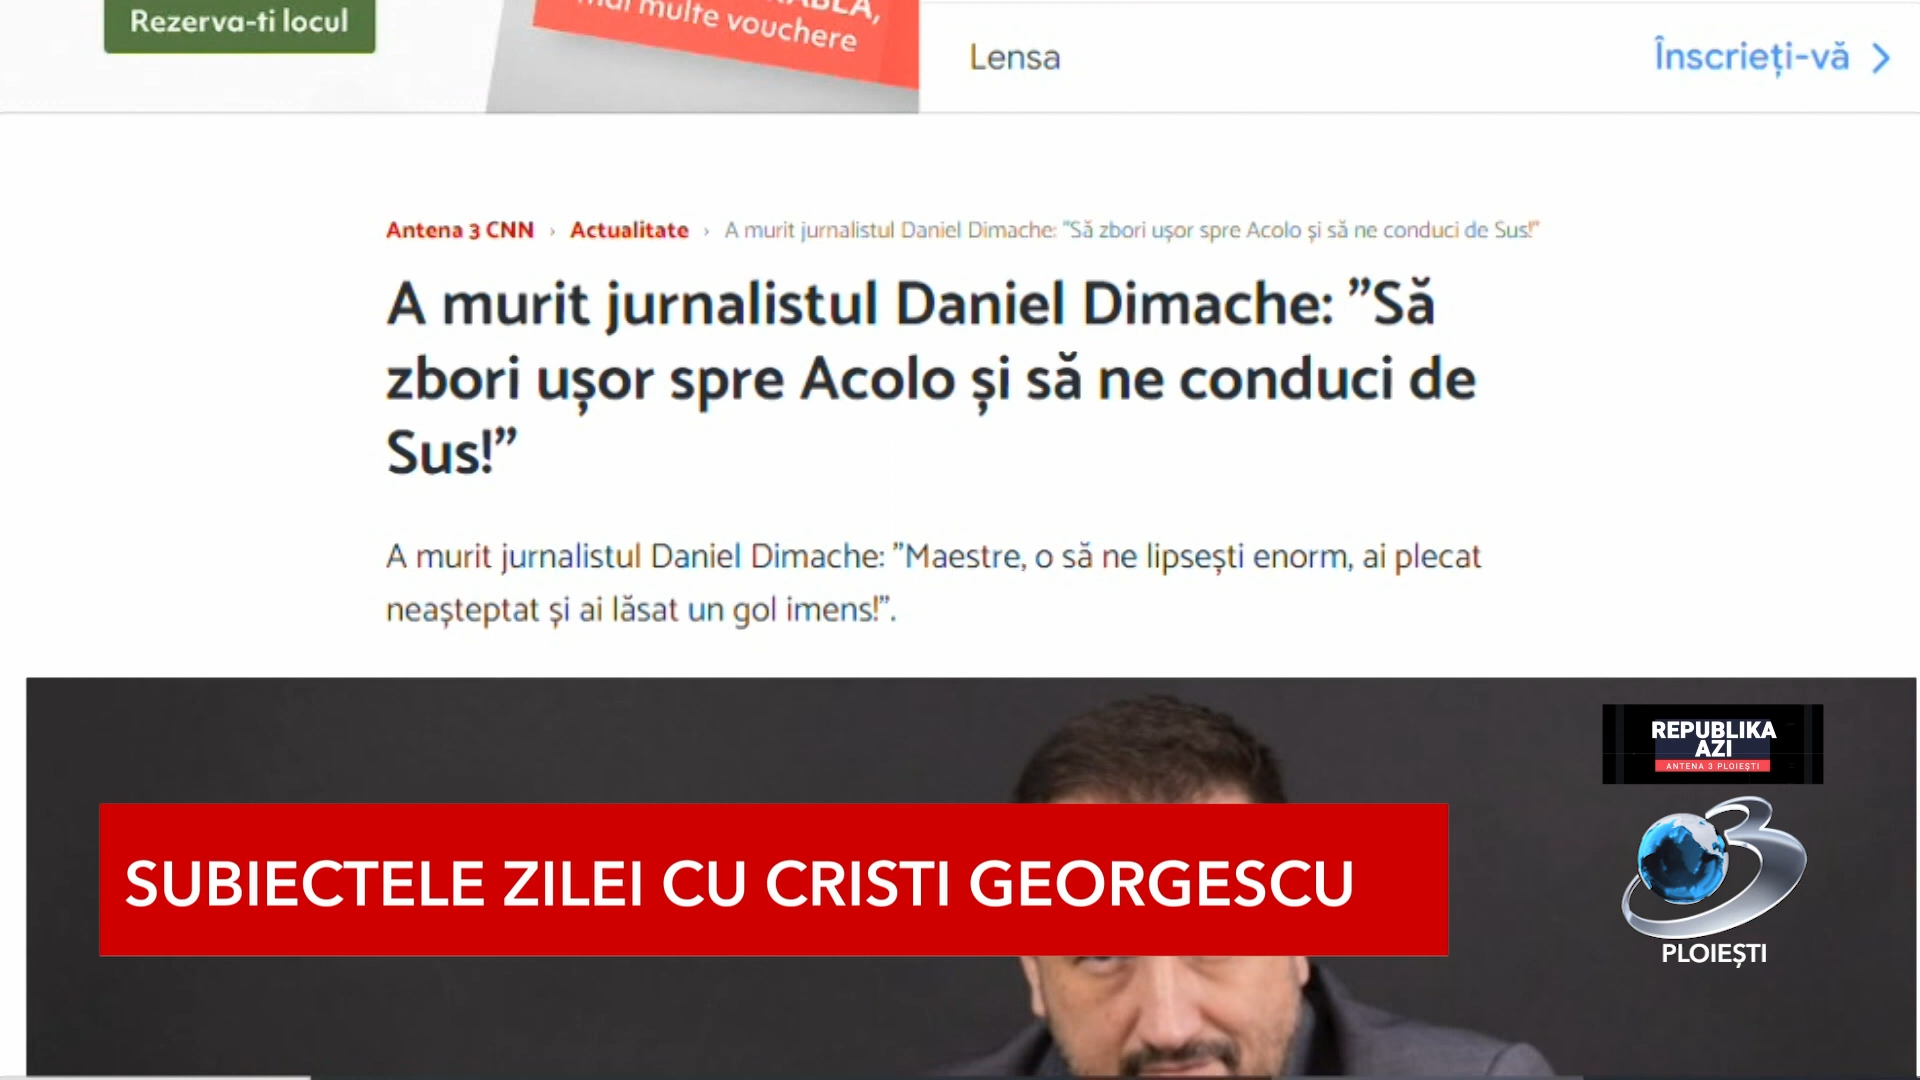 Rezerva-ti locul
mai multe vouchere
Lensa
Înscrieți-vă
Antena 3 CNN › Actualitate › A murit jurnalistul Daniel Dimache: ”Să zbori ușor spre Acolo și să ne conduci de Sus!”
A murit jurnalistul Daniel Dimache: ”Să
zbori ușor spre Acolo și să ne conduci de
Sus!”
A murit jurnalistul Daniel Dimache: ”Maestre, o să ne lipsești enorm, ai plecat
neașteptat și ai lăsat un gol imens!”.
REPUBLIKA
AZI
ANTENA 3 PLOIEȘTI
SUBIECTELE ZILEI CU CRISTI GEORGESCU
3
PLOIEȘTI